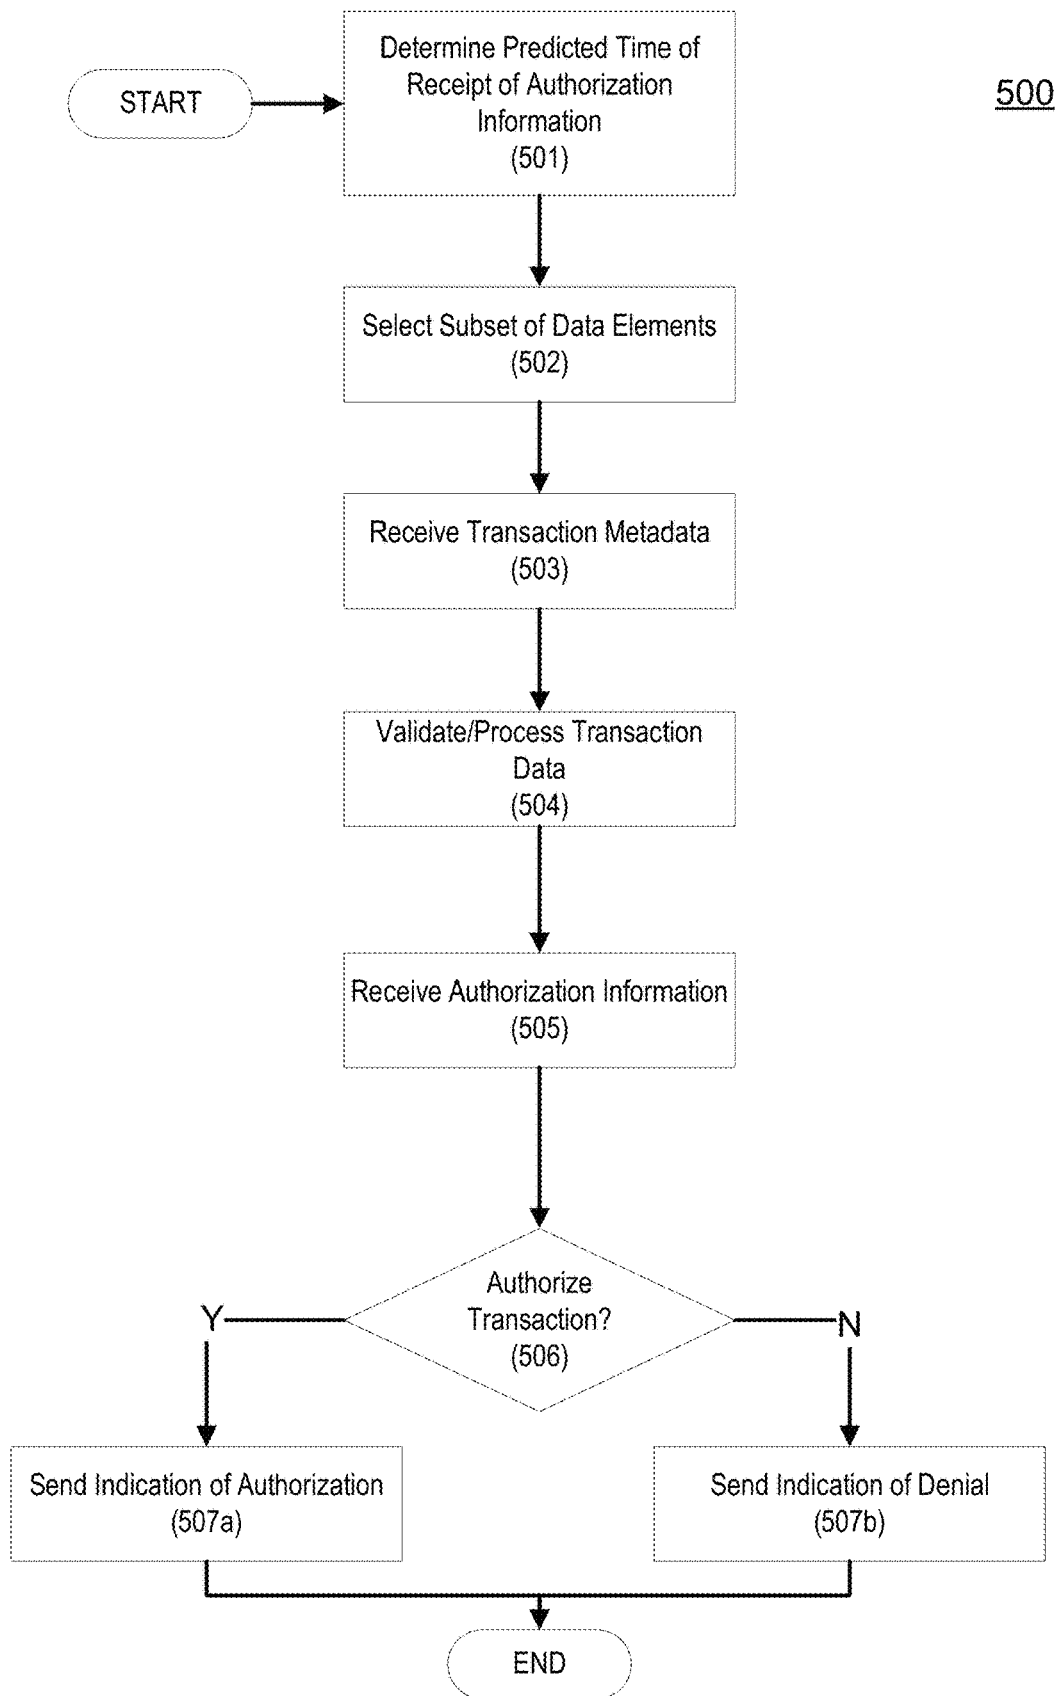 START
Determine Predicted Time of
Receipt of Authorization
Information
(501)
500
Select Subset of Data Elements
(502)
Receive Transaction Metadata
(503)
Validate/Process Transaction
Data
(504)
Receive Authorization Information
(505)
Authorize
Transaction?
(506)
Y
N
Send Indication of Authorization
(507a)
Send Indication of Denial
(507b)
END